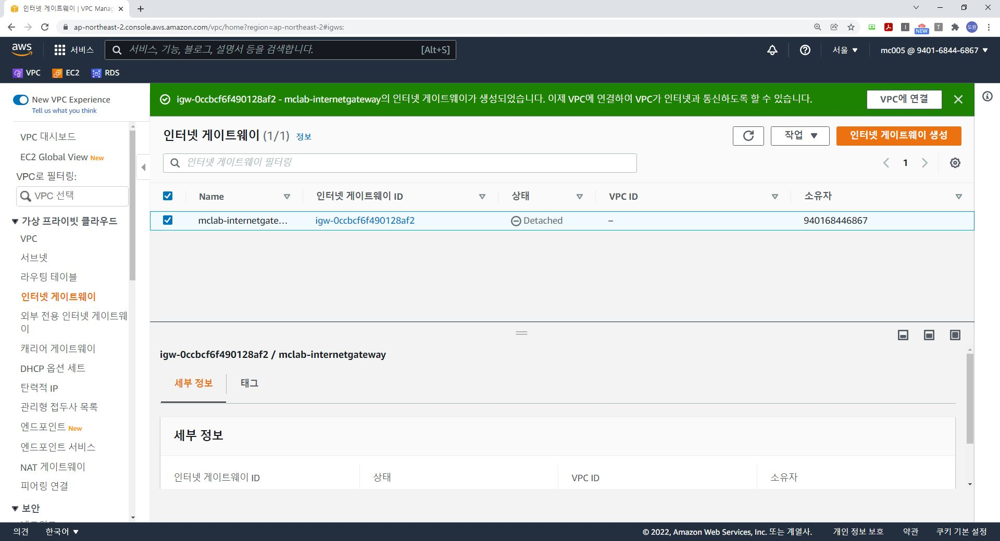 인터넷 게이트웨이 | VPC Manag
ap-northeast-2.console.aws.amazon.com/vpc/home?region=ap-northeast-2#igws:
I
NEW
T
도원
aws
서비스
서비스, 기능, 블로그, 설명서 등을 검색합니다.
[Alt+S]
서울
mc005 @ 9401-6844-6867
VPC
EC2
RDS
New VPC Experience
Tell us what you think
igw-0ccbcf6f490128af2 - mclab-internetgateway의 인터넷 게이트웨이가 생성되었습니다. 이제 VPC에 연결하여 VPC가 인터넷과 통신하도록 할 수 있습니다.
VPC에 연결
VPC 대시보드
EC2 Global View New
VPC로 필터링:
VPC 선택
가상 프라이빗 클라우드
VPC
서브넷
라우팅 테이블
인터넷 게이트웨이
외부 전용 인터넷 게이트웨
이
캐리어 게이트웨이
DHCP 옵션 세트
탄력적 IP
관리형 접두사 목록
엔드포인트 New
엔드포인트 서비스
NAT 게이트웨이
피어링 연결
보안
인터넷 게이트웨이 (1/1) 정보
작업
인터넷 게이트웨이 생성
인터넷 게이트웨이 필터링
1
Name
인터넷 게이트웨이 ID
상태
VPC ID
소유자
mclab-internetgate...
igw-0ccbcf6f490128af2
Detached
–
940168446867
igw-0ccbcf6f490128af2 / mclab-internetgateway
세부 정보
태그
세부 정보
인터넷 게이트웨이 ID
상태
VPC ID
소유자
의견
한국어
© 2022, Amazon Web Services, Inc. 또는 계열사.
개인 정보 보호
약관
쿠키 기본 설정